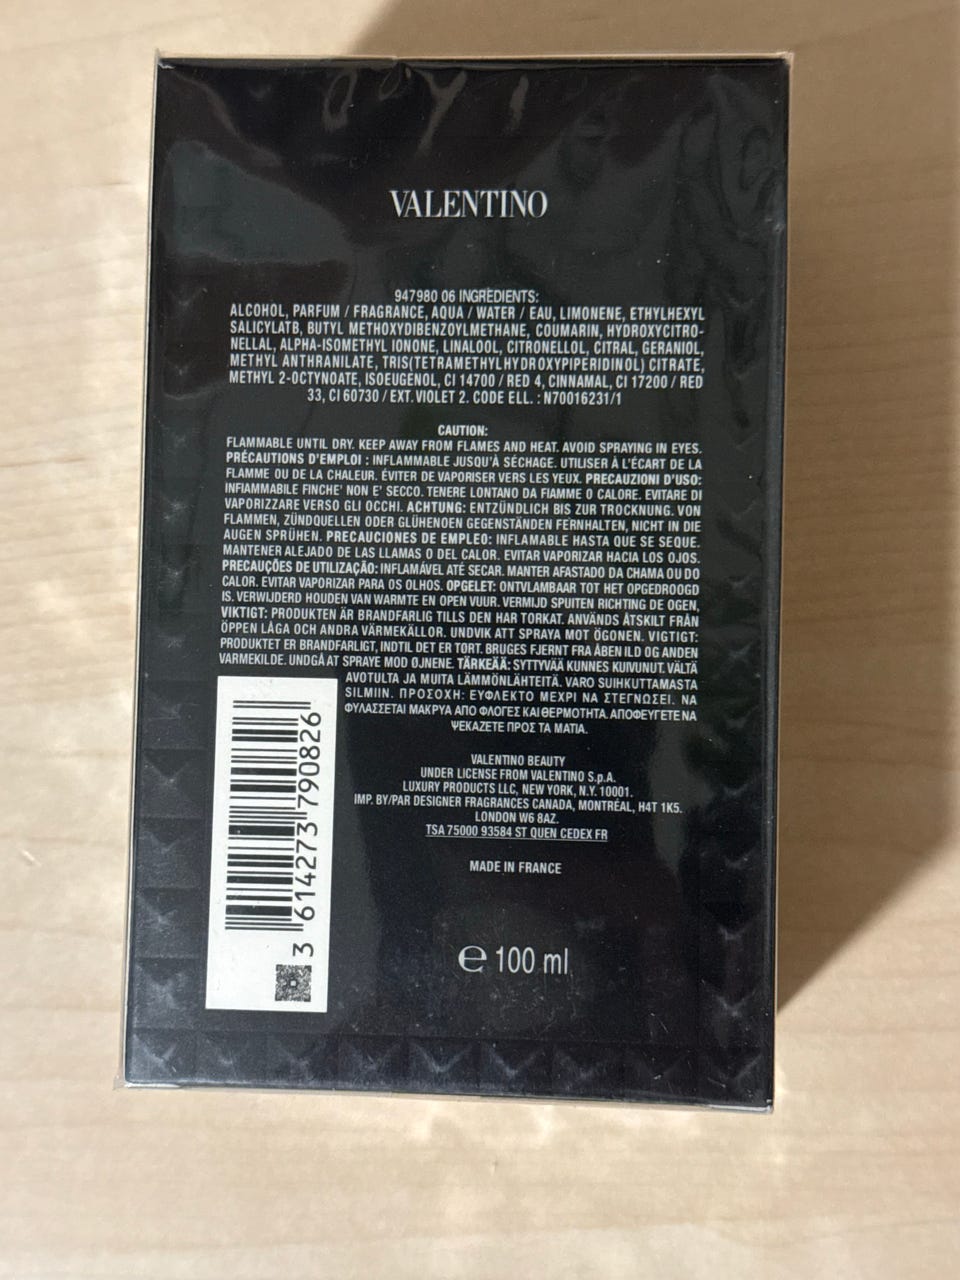 VALENTINO
947980 06 INGREDIENTS:
ALCOHOL, PARFUM / FRAGRANCE, AQUA / WATER / EAU, LIMONENE, ETHYLHEXYL
SALICYLATB, BUTYL METHOXYDIBENZOYLMETHANE, COUMARIN, HYDROXYCITRO-
NELLAL, ALPHA-ISOMETHYL IONONE, LINALOOL, CITRONELLOL, CITRAL, GERANIOL,
METHYL ANTHRANILATE, TRIS(TETRAMETHYLHYDROXYPIPERIDINOL) CITRATE,
METHYL 2-OCTYNOATE, ISOEUGENOL, CI 14700 / RED 4, CINNAMAL, CI 17200 / RED
33, CI 60730 / EXT. VIOLET 2. CODE ELL. : N70016231/1
CAUTION:
FLAMMABLE UNTIL DRY. KEEP AWAY FROM FLAMES AND HEAT. AVOID SPRAYING IN EYES.
PRÉCAUTIONS D'EMPLOI : INFLAMMABLE JUSQU'À SÉCHAGE. UTILISER À L'ÉCART DE LA
FLAMME OU DE LA CHALEUR. ÉVITER DE VAPORISER VERS LES YEUX. PRECAUZIONI D'USO:
INFIAMMABILE FINCHE' NON E' SECCO. TENERE LONTANO DA FIAMME O CALORE. EVITARE DI
VAPORIZZARE VERSO GLI OCCHI. ACHTUNG: ENTZÜNDLICH BIS ZUR TROCKNUNG. VON
FLAMMEN, ZÜNDQUELLEN ODER GLÜHENOEN GEGENSTÄNDEN FERNHALTEN, NICHT IN DIE
AUGEN SPRÜHEN. PRECAUCIONES DE EMPLEO: INFLAMABLE HASTA QUE SE SEQUE.
MANTENER ALEJADO DE LAS LLAMAS O DEL CALOR. EVITAR VAPORIZAR HACIA LOS OJOS.
PRECAUÇÕES DE UTILIZAÇÃO: INFLAMÁVEL ATÉ SECAR. MANTER AFASTADO DA CHAMA OU DO
CALOR. EVITAR VAPORIZAR PARA OS OLHOS. OPGELET: ONTVLAMBAAR TOT HET OPGEDROOGD
IS. VERWIJDERD HOUDEN VAN WARMTE EN OPEN VUUR. VERMIJD SPUITEN RICHTING DE OGEN,
VIKTIGT: PRODUKTEN ÄR BRANDFARLIG TILLS DEN HAR TORKAT. ANVÄNDS ÅTSKILT FRÅN
ÖPPEN LÅGA OCH ANDRA VÄRMEKÄLLOR. UNDVIK ATT SPRAYA MOT ÖGONEN. VIGTIGT:
PRODUKTET ER BRANDFARLIGT, INDTIL DET ER TORT. BRUGES FJERNT FRA ÅBEN ILD OG ANDEN
VARMEKILDE. UNDGÅ AT SPRAYE MOD ØJNENE. TÄRKEÄÄ: SYTTYVÄÄ KUNNES KUIVUNUT. VÄLTÄ
AVOTULTA JA MUITA LÄMMÖNLÄHTEITÄ. VARO SUIHKUTTAMASTA
SILMIIN. ΠΡΟΣΟΧΗ: ΕΥΦΛΕΚΤΟ ΜΕΧΡΙ ΝΑ ΣΤΕΓΝΩΣΕΙ. ΝΑ
ΦΥΛΑΣΣΕΤΑΙ ΜΑΚΡΥΑ ΑΠΟ ΦΛΟΓΕΣ ΚΑΙ ΘΕΡΜΟΤΗΤΑ. ΑΠΟΦΕΥΓΕΤΕ ΝΑ
ΨΕΚΑΖΕΤΕ ΠΡΟΣ ΤΑ ΜΑΤΙΑ.
VALENTINO BEAUTY
UNDER LICENSE FROM VALENTINO S.p.A.
LUXURY PRODUCTS LLC, NEW YORK, N.Y. 10001.
IMP. BY/PAR DESIGNER FRAGRANCES CANADA, MONTRÉAL, H4T 1K5.
LONDON W6 8AZ.
TSA 75000 93584 ST QUEN CEDEX FR
MADE IN FRANCE
3 614273 790826
℮ 100 ml